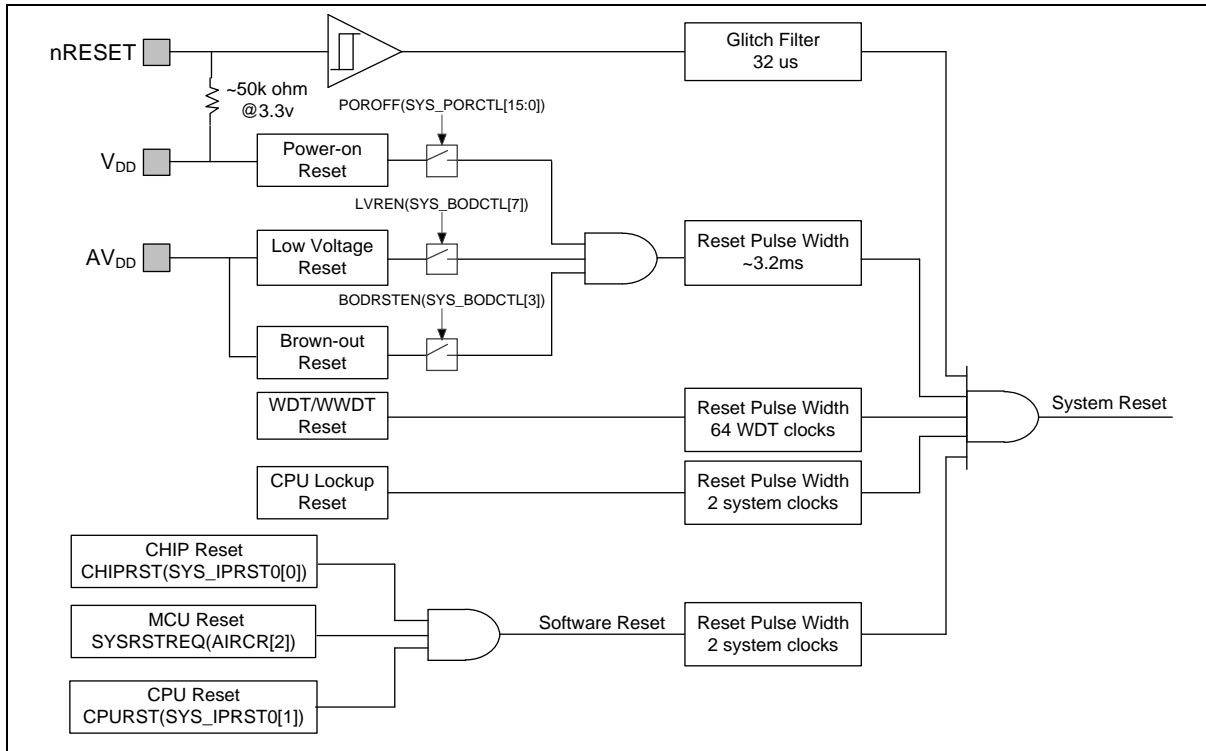 nRESET
Glitch Filter
32 us
~50k ohm
@3.3v
POROFF(SYS_PORCTL[15:0])
VDD
Power-on
Reset
LVREN(SYS_BODCTL[7])
AVDD
Low Voltage
Reset
Reset Pulse Width
~3.2ms
BODRSTEN(SYS_BODCTL[3])
Brown-out
Reset
WDT/WWDT
Reset
Reset Pulse Width
64 WDT clocks
System Reset
CPU Lockup
Reset
Reset Pulse Width
2 system clocks
CHIP Reset
CHIPRST(SYS_IPRST0[0])
MCU Reset
SYSRSTREQ(AIRCR[2])
Software Reset
Reset Pulse Width
2 system clocks
CPU Reset
CPURST(SYS_IPRST0[1])